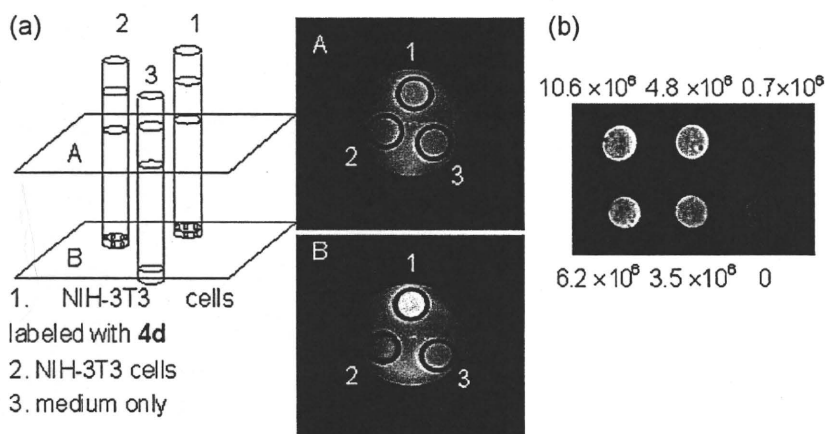 (a)
2
1
3
A
B
1. NIH-3T3 cells
labeled with 4d
2. NIH-3T3 cells
3. medium only
A
1
2
3
B
1
2
3
(b)
10.6 ×10⁶ 4.8 ×10⁶ 0.7×10⁶
6.2 ×10⁶ 3.5 ×10⁶ 0